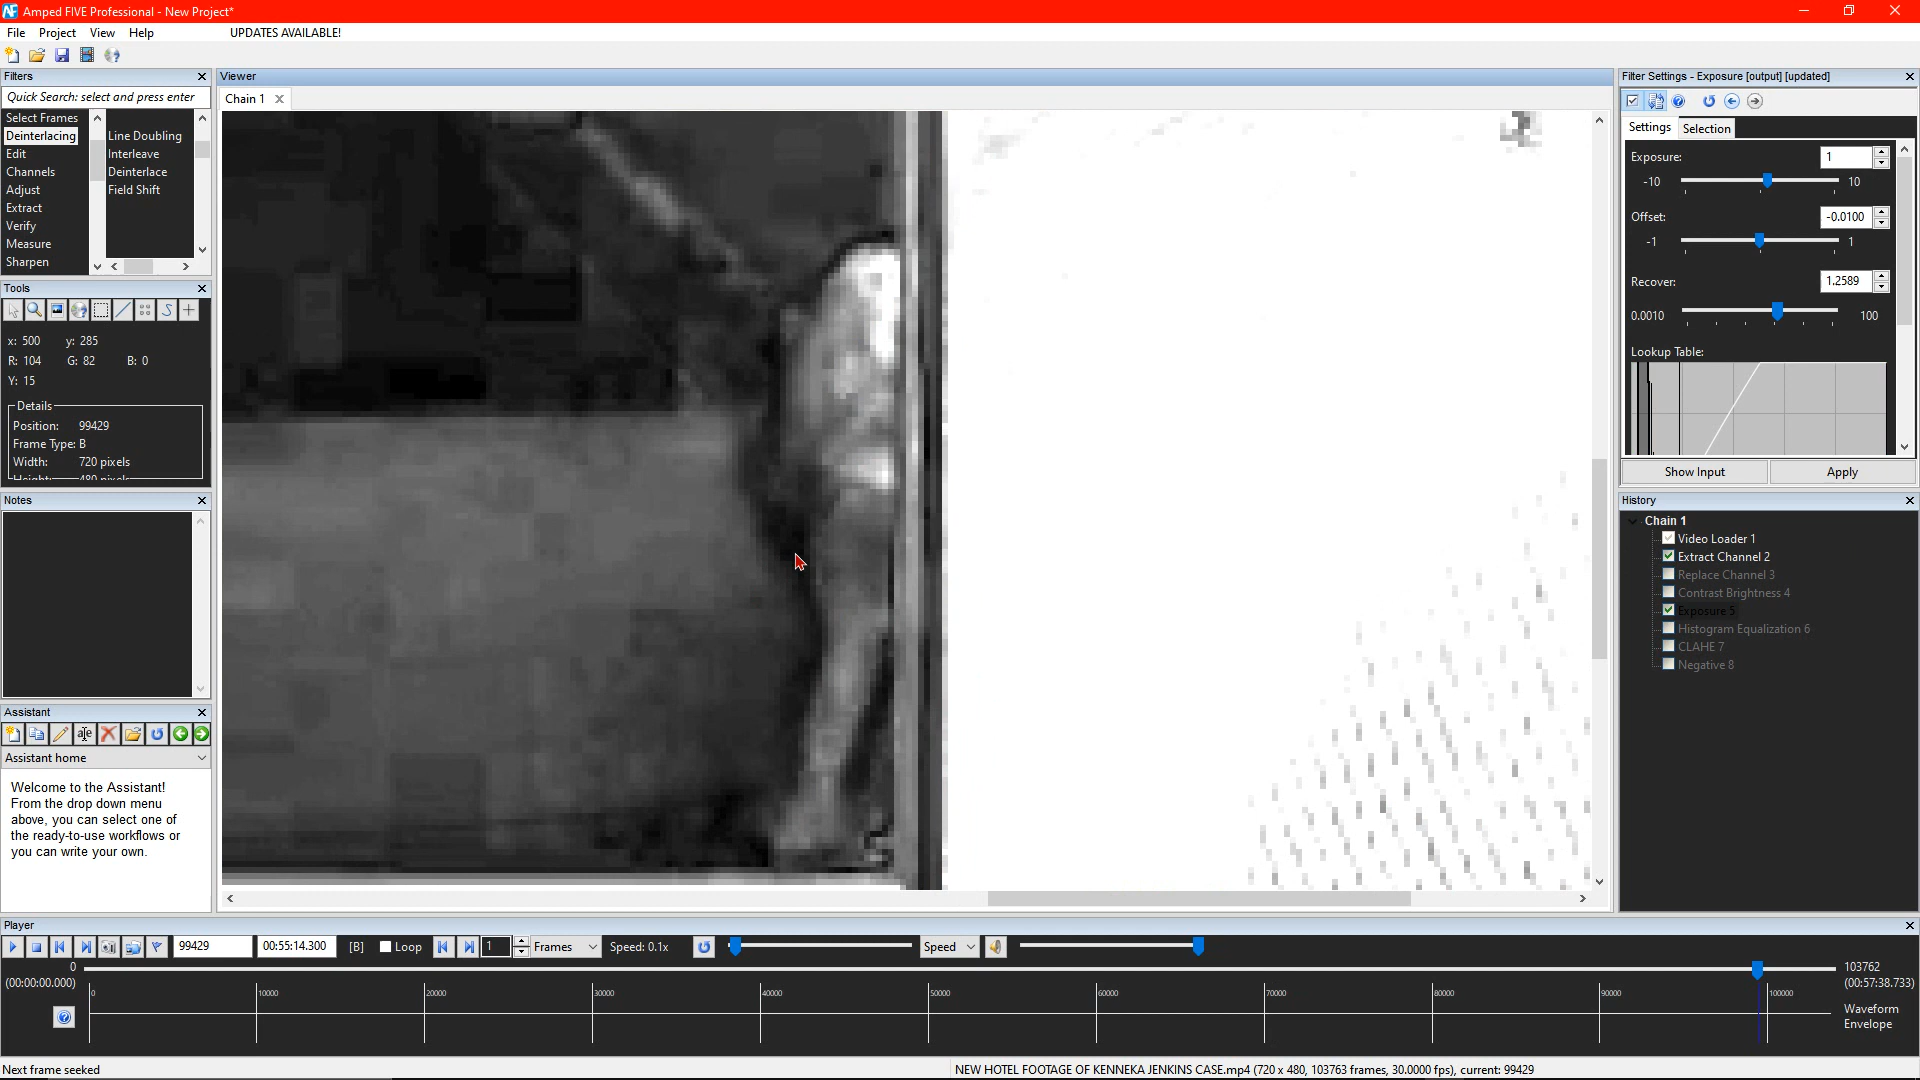 Amped FIVE Professional - New Project*
File Project View Help UPDATES AVAILABLE!
Filters
Quick Search: select and press enter
Select Frames
Deinterlacing
Edit
Channels
Adjust
Extract
Verify
Measure
Sharpen
Line Doubling
Interleave
Deinterlace
Field Shift
Tools
x: 500 y: 285
R: 104 G: 82 B: 0
Y: 15
Details
Position: 99429
Frame Type: B
Width: 720 pixels
Height: 480 pixels
Notes
Assistant
Assistant home
Welcome to the Assistant!
From the drop down menu
above, you can select one of
the ready-to-use workflows or
you can write your own.
Viewer
Chain 1
Filter Settings - Exposure [output] [updated]
Settings Selection
Exposure: 1
-10 10
Offset: -0.0100
-1 1
Recover: 1.2589
0.0010 100
Lookup Table:
Show Input Apply
History
Chain 1
Video Loader 1
Extract Channel 2
Replace Channel 3
Contrast Brightness 4
Exposure 5
Histogram Equalization 6
CLAHE 7
Negative 8
Player
99429 00:55:14.300 [B] Loop 1 Frames Speed: 0.1x Speed
0 103762
(00:00:00.000) (00:57:38.733)
0 10000 20000 30000 40000 50000 60000 70000 80000 90000 100000
Waveform
Envelope
Next frame seeked NEW HOTEL FOOTAGE OF KENNEKA JENKINS CASE.mp4 (720 x 480, 103763 frames, 30.0000 fps), current: 99429